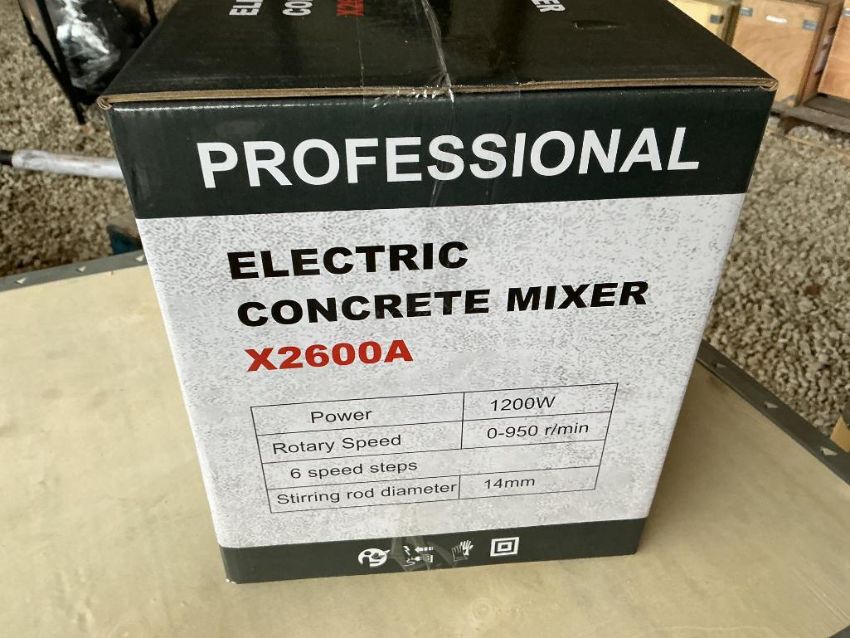 CONCRETE
PROFESSIONAL
ELECTRIC
CONCRETE MIXER
X2600A
Power 1200W
Rotary Speed 0-950 r/min
6 speed steps
Stirring rod diameter 14mm